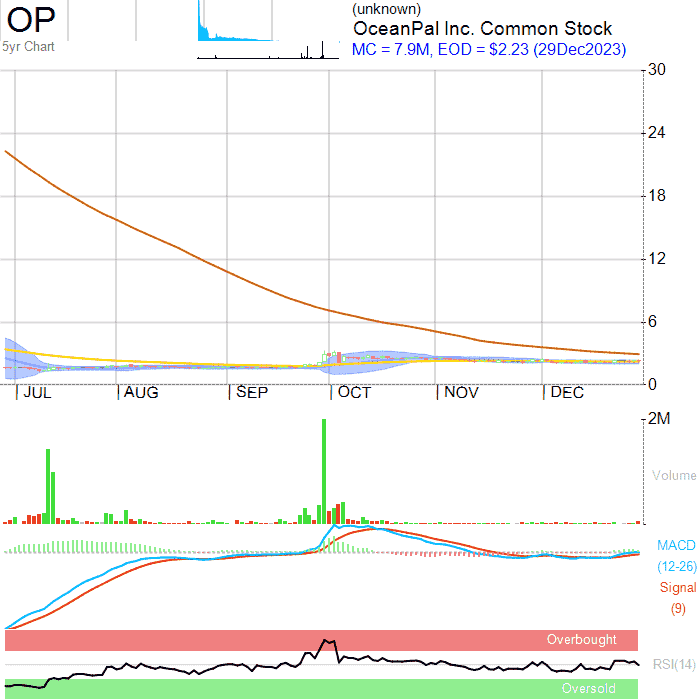 OP
5yr Chart
(unknown)
OceanPal Inc. Common Stock
MC = 7.9M, EOD = $2.23 (29Dec2023)
30
24
18
12
6
0
JUL AUG SEP OCT NOV DEC
2M
Volume
MACD
(12-26)
Signal
(9)
Overbought
RSI(14)
Oversold